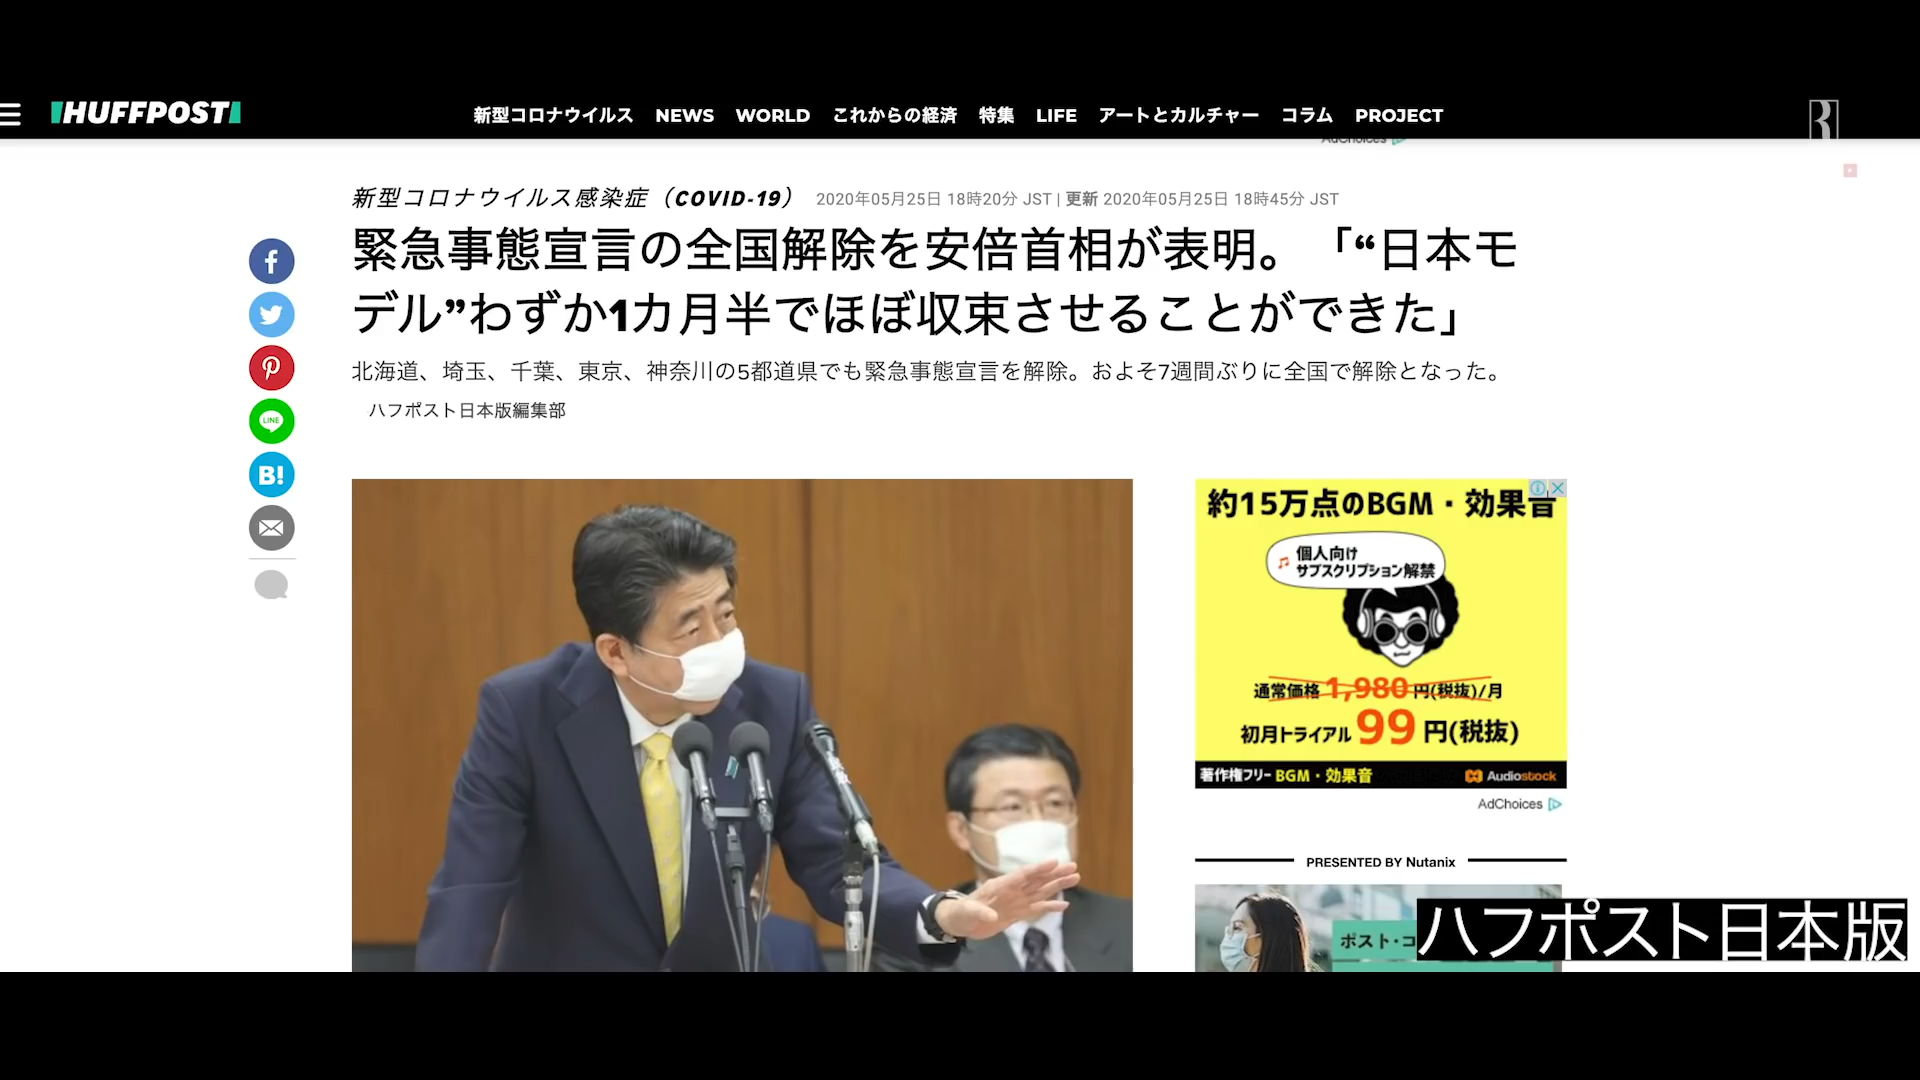 HUFFPOST
新型コロナウイルス NEWS WORLD これからの経済 特集 LIFE アートとカルチャー コラム PROJECT
AdChoices
新型コロナウイルス感染症（COVID-19） 2020年05月25日 18時20分 JST | 更新 2020年05月25日 18時45分 JST
緊急事態宣言の全国解除を安倍首相が表明。「“日本モ
デル”わずか1カ月半でほぼ収束させることができた」
北海道、埼玉、千葉、東京、神奈川の5都道県でも緊急事態宣言を解除。およそ7週間ぶりに全国で解除となった。
ハフポスト日本版編集部
LINE
B!
約15万点のBGM・効果音
個人向け
サブスクリプション解禁
通常価格 1,980 円(税抜)/月
初月トライアル 99 円(税抜)
著作権フリー BGM・効果音 Audiostock
AdChoices
PRESENTED BY Nutanix
ポスト・コ
ハフポスト日本版